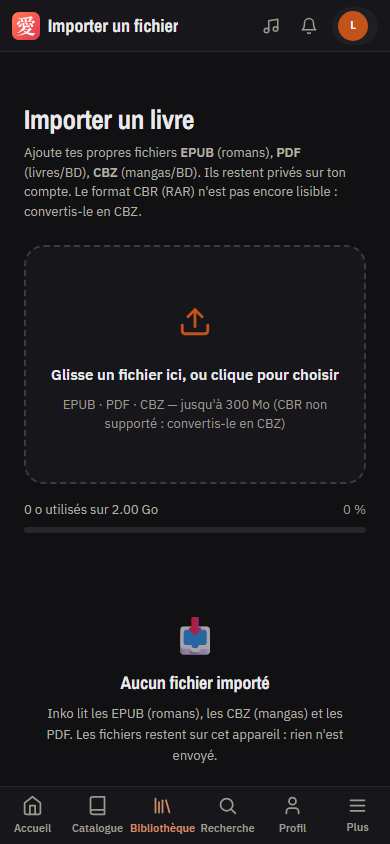 愛 Importer un fichier L
Importer un livre
Ajoute tes propres fichiers EPUB (romans), PDF
(livres/BD), CBZ (mangas/BD). Ils restent privés sur ton
compte. Le format CBR (RAR) n'est pas encore lisible :
convertis-le en CBZ.
Glisse un fichier ici, ou clique pour choisir
EPUB · PDF · CBZ — jusqu'à 300 Mo (CBR non
supporté : convertis-le en CBZ)
0 o utilisés sur 2.00 Go 0 %
Aucun fichier importé
Inko lit les EPUB (romans), les CBZ (mangas) et les
PDF. Les fichiers restent sur cet appareil : rien n'est
envoyé.
Accueil Catalogue Bibliothèque Recherche Profil Plus